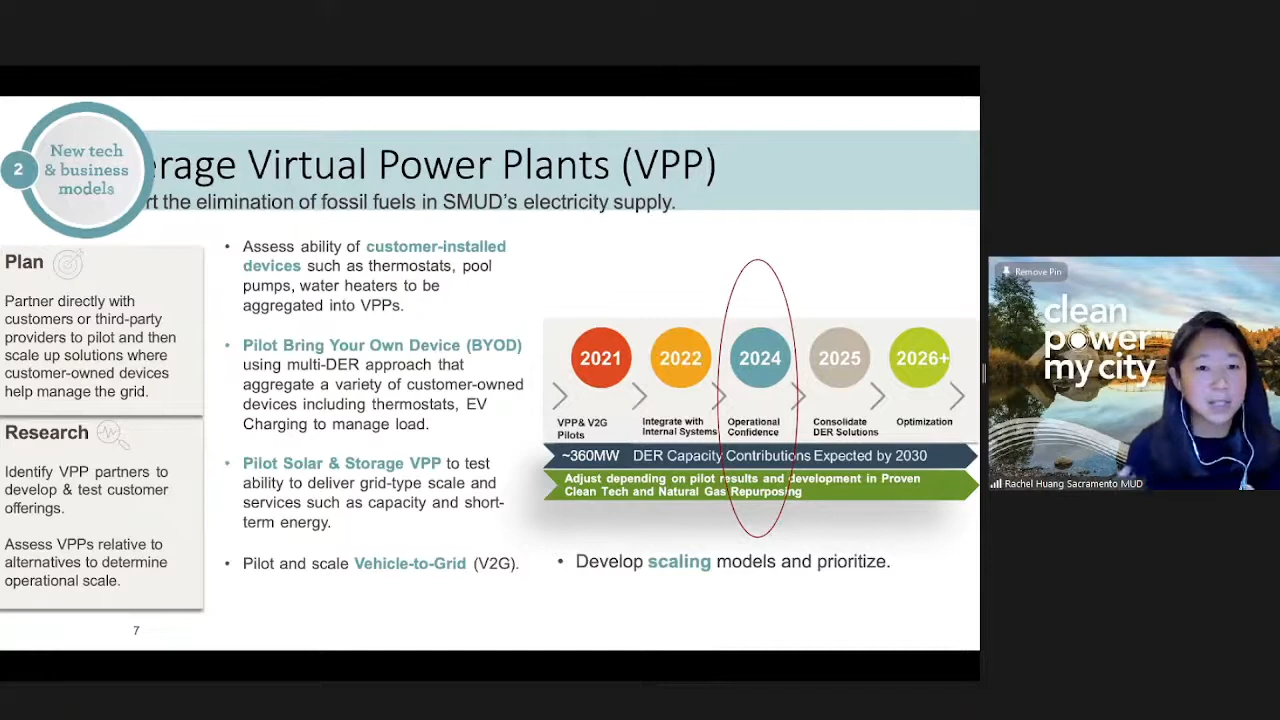 2
New tech
& business
models
erage Virtual Power Plants (VPP)
rt the elimination of fossil fuels in SMUD's electricity supply.
Plan
Partner directly with
customers or third-party
providers to pilot and then
scale up solutions where
customer-owned devices
help manage the grid.
Research
Identify VPP partners to
develop & test customer
offerings.
Assess VPPs relative to
alternatives to determine
operational scale.
7
• Assess ability of customer-installed
devices such as thermostats, pool
pumps, water heaters to be
aggregated into VPPs.
• Pilot Bring Your Own Device (BYOD)
using multi-DER approach that
aggregate a variety of customer-owned
devices including thermostats, EV
Charging to manage load.
• Pilot Solar & Storage VPP to test
ability to deliver grid-type scale and
services such as capacity and short-
term energy.
• Pilot and scale Vehicle-to-Grid (V2G).
2021
2022
2024
2025
2026+
VPP& V2G
Pilots
Integrate with
Internal Systems
Operational
Confidence
Consolidate
DER Solutions
Optimization
~360MW DER Capacity Contributions Expected by 2030
Adjust depending on pilot results and development in Proven
Clean Tech and Natural Gas Repurposing
• Develop scaling models and prioritize.
Remove Pin
clean
power
my city
Rachel Huang Sacramento MUD